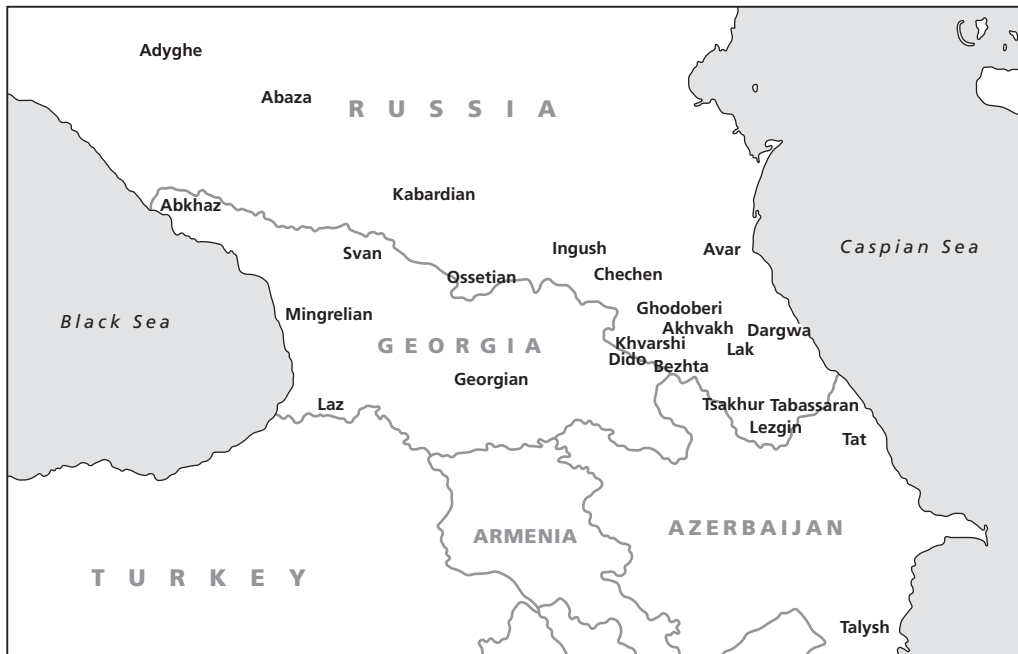 Adyghe
Abaza
RUSSIA
Kabardian
Abkhaz
Svan
Ingush
Avar
Caspian Sea
Ossetian
Chechen
Ghodoberi
Mingrelian
Black Sea
Akhvakh
Dargwa
GEORGIA
Khvarshi
Lak
Dido
Bezhta
Georgian
Laz
Tsakhur
Tabassaran
Lezgin
Tat
AZERBAIJAN
ARMENIA
TURKEY
Talysh